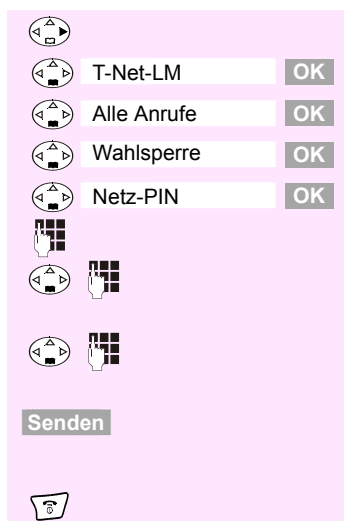 T-Net-LM OK
Alle Anrufe OK
Wahlsperre OK
Netz-PIN OK
Senden